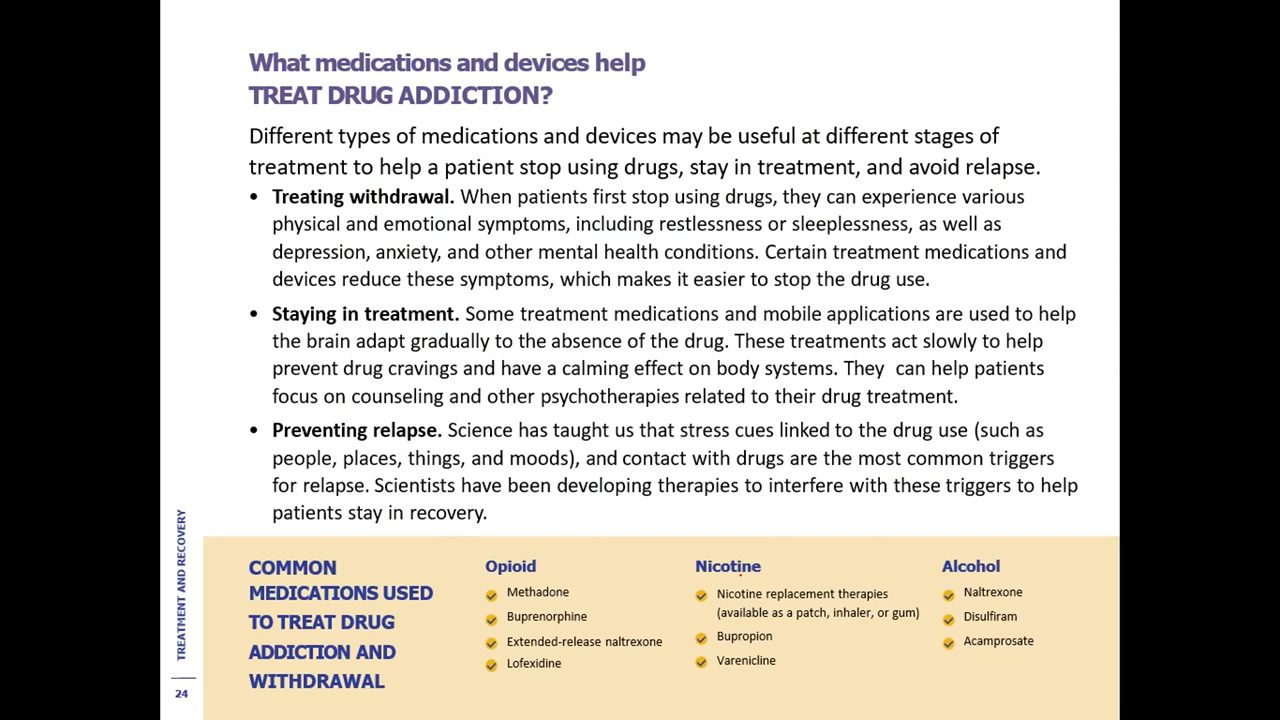 What medications and devices help
TREAT DRUG ADDICTION?
Different types of medications and devices may be useful at different stages of
treatment to help a patient stop using drugs, stay in treatment, and avoid relapse.
• Treating withdrawal. When patients first stop using drugs, they can experience various
physical and emotional symptoms, including restlessness or sleeplessness, as well as
depression, anxiety, and other mental health conditions. Certain treatment medications and
devices reduce these symptoms, which makes it easier to stop the drug use.
• Staying in treatment. Some treatment medications and mobile applications are used to help
the brain adapt gradually to the absence of the drug. These treatments act slowly to help
prevent drug cravings and have a calming effect on body systems. They can help patients
focus on counseling and other psychotherapies related to their drug treatment.
• Preventing relapse. Science has taught us that stress cues linked to the drug use (such as
people, places, things, and moods), and contact with drugs are the most common triggers
for relapse. Scientists have been developing therapies to interfere with these triggers to help
patients stay in recovery.
TREATMENT AND RECOVERY
24
COMMON
MEDICATIONS USED
TO TREAT DRUG
ADDICTION AND
WITHDRAWAL
Opioid
Methadone
Buprenorphine
Extended-release naltrexone
Lofexidine
Nicotine
Nicotine replacement therapies
(available as a patch, inhaler, or gum)
Bupropion
Varenicline
Alcohol
Naltrexone
Disulfiram
Acamprosate